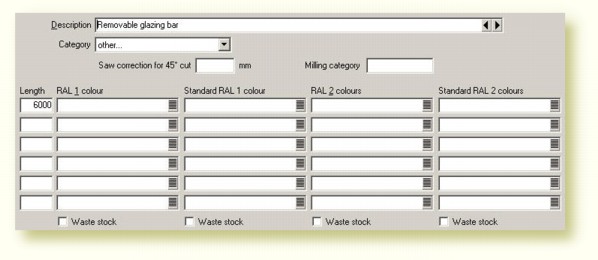 Description Removable glazing bar
Category other...
Saw correction for 45° cut mm Milling category
Length RAL 1 colour Standard RAL 1 colour RAL 2 colours Standard RAL 2 colours
6000
Waste stock Waste stock Waste stock Waste stock